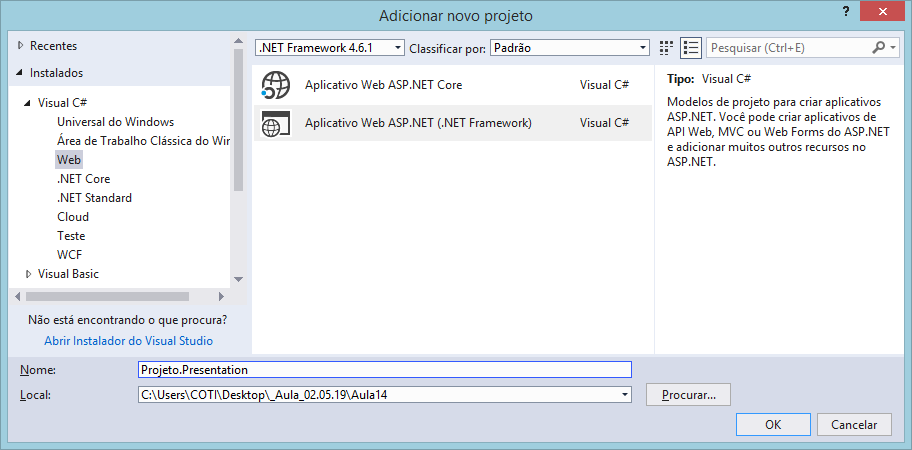 Adicionar novo projeto
?
Recentes
Instalados
Visual C#
Universal do Windows
Área de Trabalho Clássica do Wir
Web
.NET Core
.NET Standard
Cloud
Teste
WCF
Visual Basic
Não está encontrando o que procura?
Abrir Instalador do Visual Studio
.NET Framework 4.6.1
Classificar por: Padrão
Pesquisar (Ctrl+E)
Aplicativo Web ASP.NET Core Visual C#
Aplicativo Web ASP.NET (.NET Framework) Visual C#
Tipo: Visual C#
Modelos de projeto para criar aplicativos
ASP.NET. Você pode criar aplicativos de
API Web, MVC ou Web Forms do ASP.NET
e adicionar muitos outros recursos no
ASP.NET.
Nome: Projeto.Presentation
Local: C:\Users\COTI\Desktop\_Aula_02.05.19\Aula14
Procurar...
OK
Cancelar